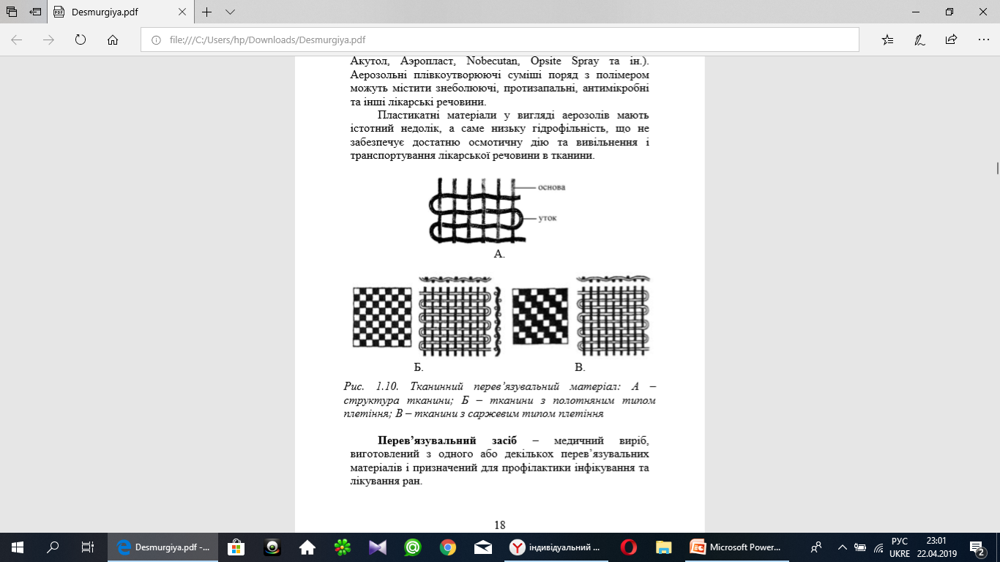 Desmurgiya.pdf
file:///C:/Users/hp/Downloads/Desmurgiya.pdf
Акутол, Аэропласт, Nobecutan, Opsite Spray та ін.).
Аерозольні плівкоутворюючі суміші поряд з полімером
можуть містити знеболюючі, протизапальні, антимікробні
та інші лікарські речовини.
Пластикатні матеріали у вигляді аерозолів мають
істотний недолік, а саме низьку гідрофільність, що не
забезпечує достатню осмотичну дію та вивільнення і
транспортування лікарської речовини в тканини.
основа
уток
А.
Б.
В.
Рис. 1.10. Тканинний перев’язувальний матеріал: А –
структура тканини; Б – тканини з полотняним типом
плетіння; В – тканини з саржевим типом плетіння
Перев’язувальний засіб – медичний виріб,
виготовлений з одного або декількох перев’язувальних
матеріалів і призначений для профілактики інфікування та
лікування ран.
18
Desmurgiya.pdf -...
індивідуальний ...
Microsoft Power...
РУС
UKRE
23:01
22.04.2019
2